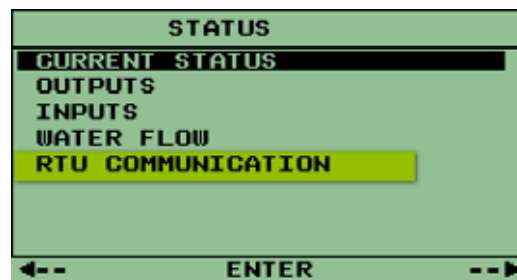 STATUS
CURRENT STATUS
OUTPUTS
INPUTS
WATER FLOW
RTU COMMUNICATION
◄-- ENTER --►